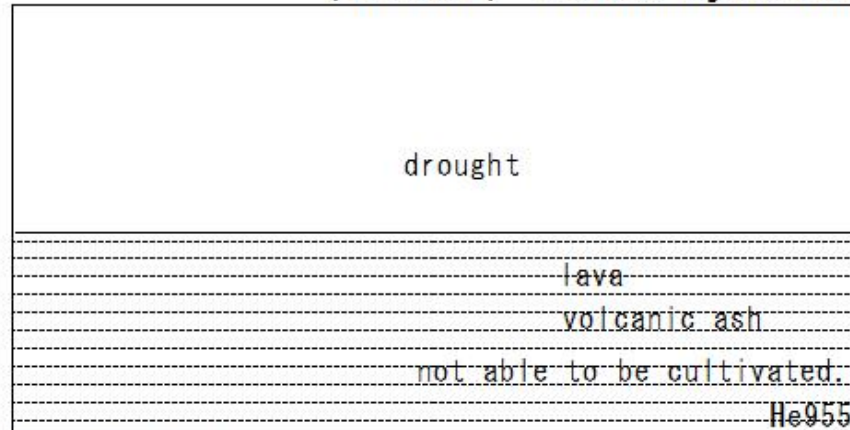 drought
lava
volcanic ash
not able to be cultivated.
He955